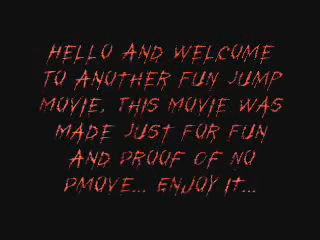 HELLO AND WELCOME
TO ANOTHER FUN JUMP
MOVIE, THIS MOVIE WAS
MADE JUST FOR FUN
AND PROOF OF NO
PMOVE... ENJOY IT...